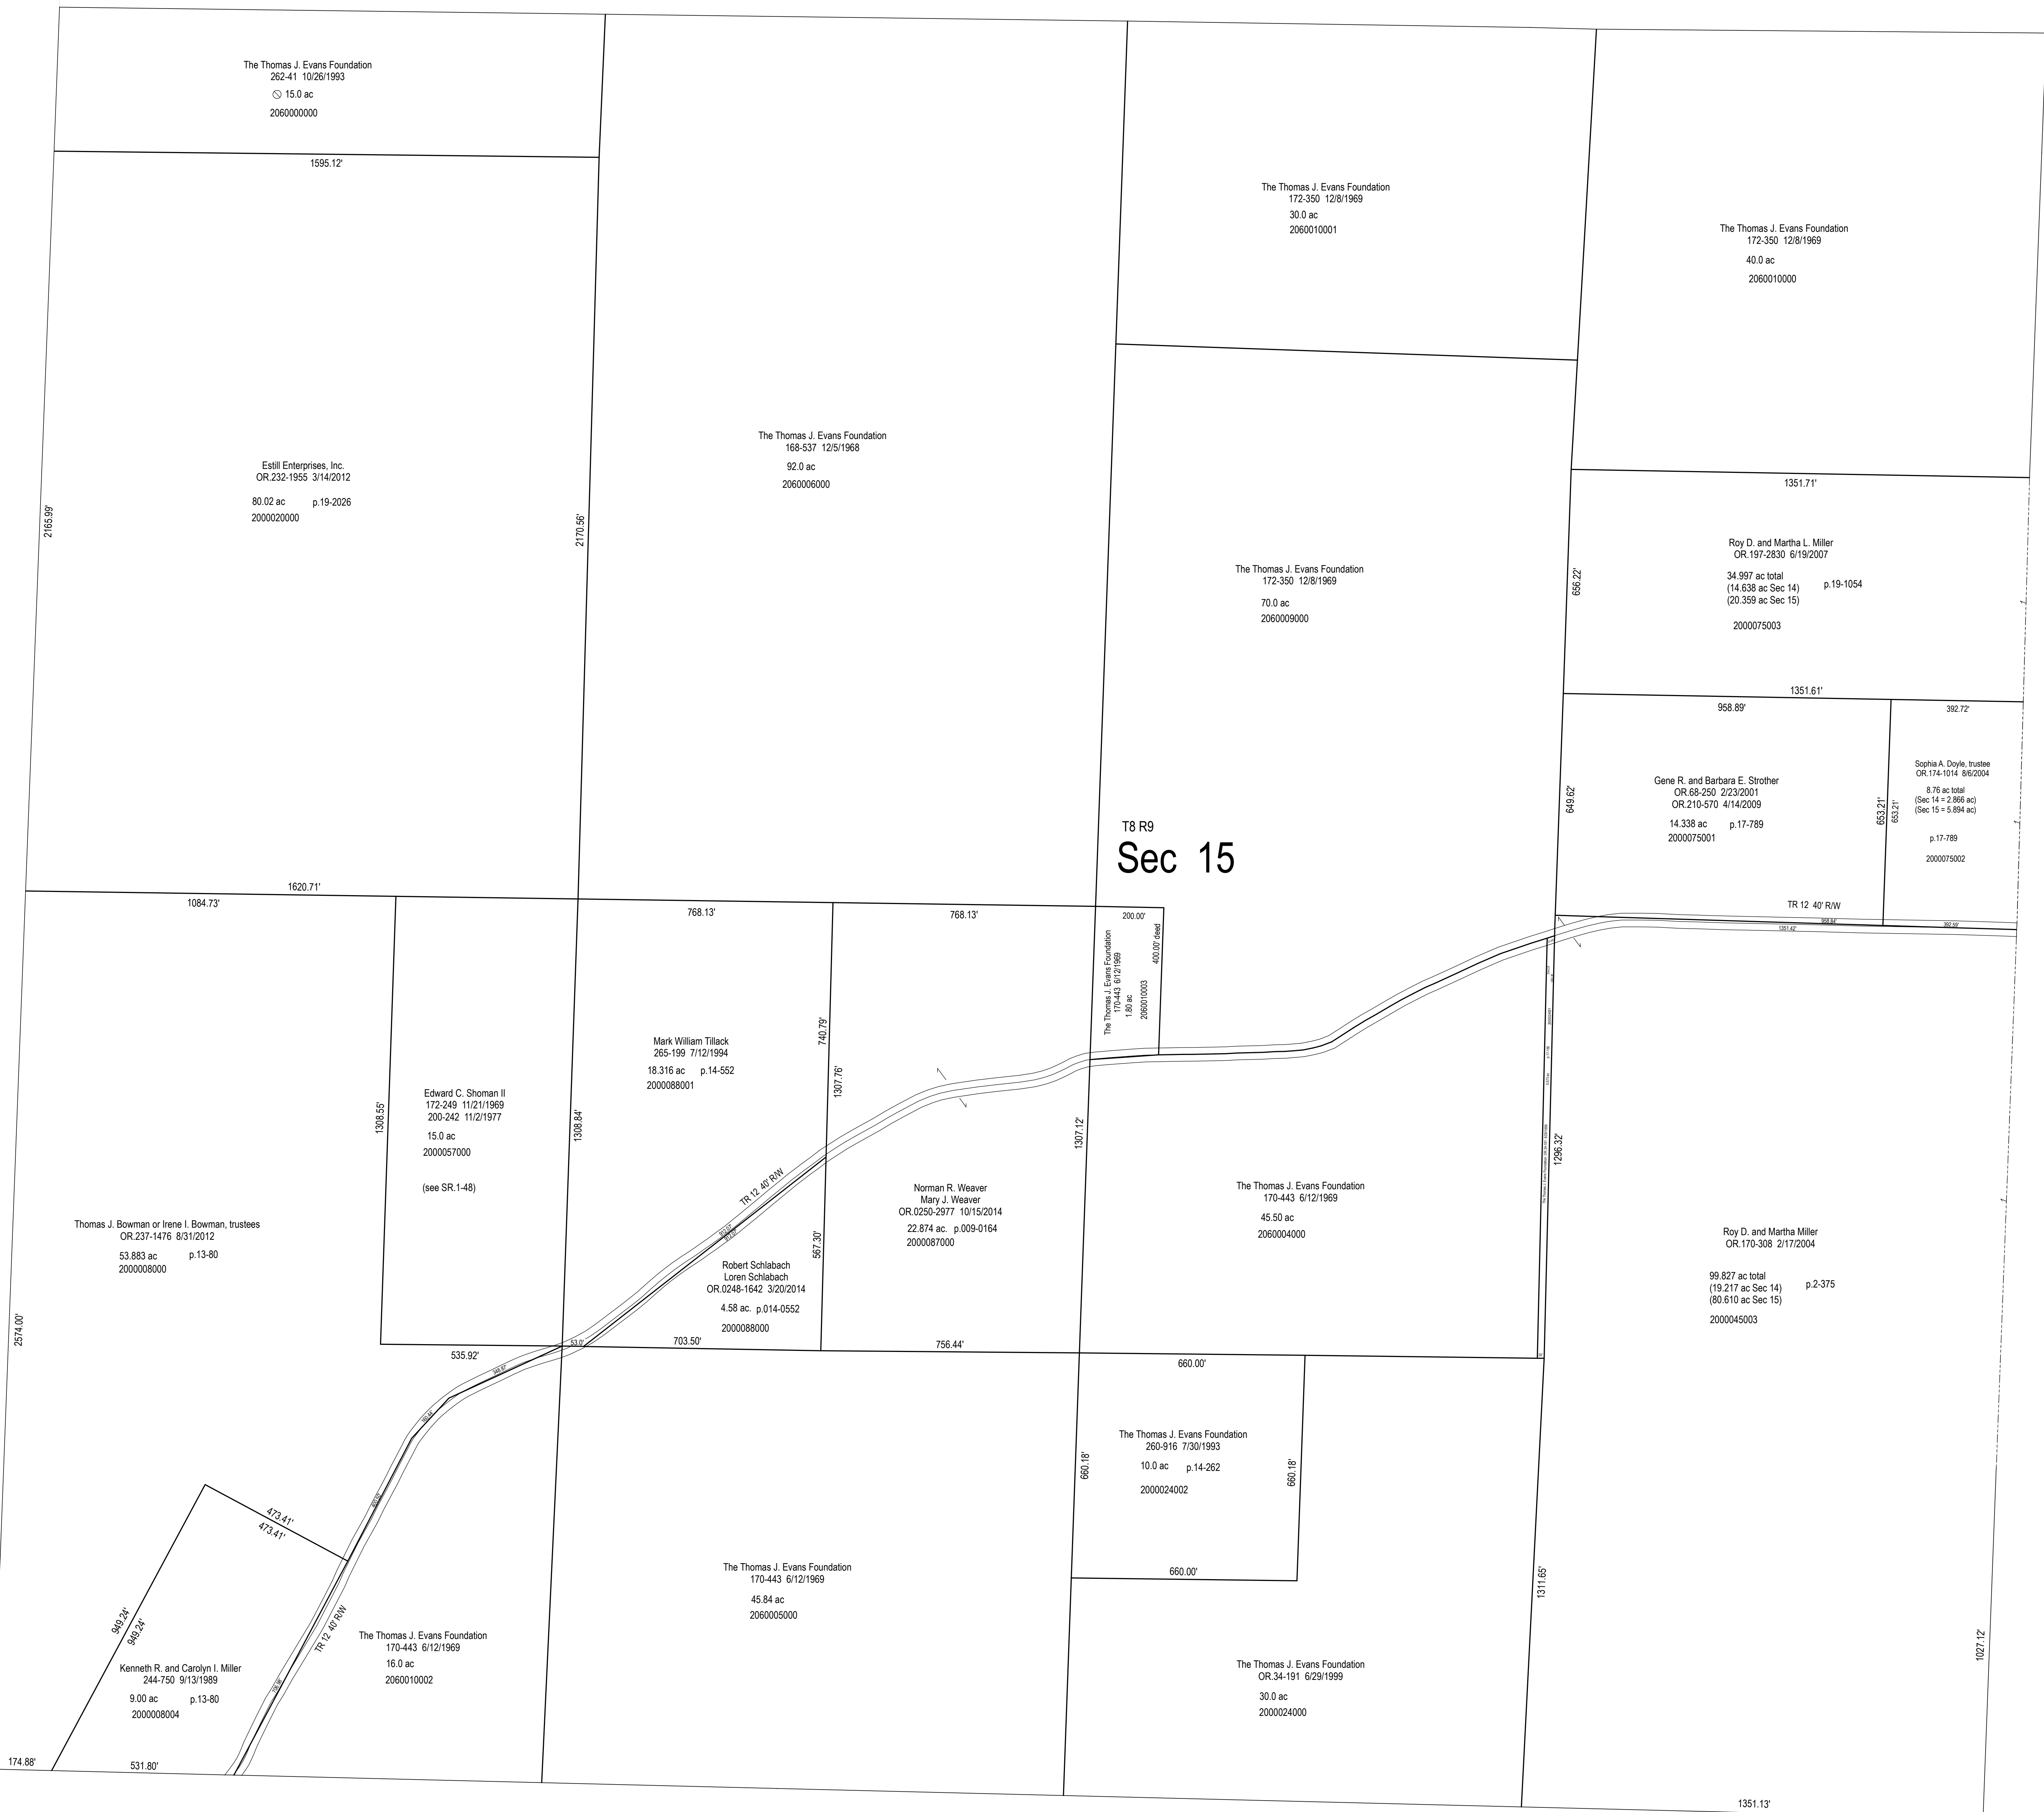 The Thomas J. Evans Foundation
262-41 10/26/1993
15.0 ac
2060000000
1595.12'
The Thomas J. Evans Foundation
172-350 12/8/1969
30.0 ac
2060010001
The Thomas J. Evans Foundation
172-350 12/8/1969
40.0 ac
2060010000
Estill Enterprises, Inc.
OR.232-1955 3/14/2012
80.02 ac p.19-2026
2000020000
2165.99'
2170.56'
1620.71'
The Thomas J. Evans Foundation
168-537 12/5/1968
92.0 ac
2060006000
The Thomas J. Evans Foundation
172-350 12/8/1969
70.0 ac
2060009000
1351.71'
Roy D. and Martha L. Miller
OR.197-2830 6/19/2007
34.997 ac total
(14.638 ac Sec 14)
(20.359 ac Sec 15)
p.19-1054
2000075003
656.22'
1351.61'
958.89'
392.72'
Gene R. and Barbara E. Strother
OR.68-250 2/23/2001
OR.210-570 4/14/2009
14.338 ac p.17-789
2000075001
649.62'
653.21'
653.21'
Sophia A. Doyle, trustee
OR.174-1014 8/6/2004
8.76 ac total
(Sec 14 = 2.866 ac)
(Sec 15 = 5.894 ac)
p.17-789
2000075002
T8 R9
Sec 15
TR 12 40' R/W
958.84'
392.59'
1351.42'
1084.73'
768.13'
768.13'
200.00'
400.00' deed
The Thomas J. Evans Foundation
170-443 6/12/1969
1.80 ac
2060010003
Mark William Tillack
265-199 7/12/1994
18.316 ac p.14-552
2000088001
740.79'
1307.76'
Edward C. Shoman II
172-249 11/21/1969
200-242 11/2/1977
15.0 ac
2000057000
(see SR.1-48)
1308.55'
1308.84'
1307.12'
1296.32'
TR 12 40' R/W
Norman R. Weaver
Mary J. Weaver
OR.0250-2977 10/15/2014
22.874 ac. p.009-0164
2000087000
The Thomas J. Evans Foundation
170-443 6/12/1969
45.50 ac
2060004000
Thomas J. Bowman or Irene I. Bowman, trustees
OR.237-1476 8/31/2012
53.883 ac p.13-80
2000008000
2574.00'
Robert Schlabach
Loren Schlabach
OR.0248-1642 3/20/2014
4.58 ac. p.014-0552
2000088000
567.30'
Roy D. and Martha Miller
OR.170-308 2/17/2004
99.827 ac total
(19.217 ac Sec 14)
(80.610 ac Sec 15)
p.2-375
2000045003
535.92'
53.0'
703.50'
756.44'
660.00'
The Thomas J. Evans Foundation
260-916 7/30/1993
10.0 ac p.14-262
2000024002
660.18'
660.18'
660.00'
473.41'
473.41'
949.24'
949.24'
The Thomas J. Evans Foundation
170-443 6/12/1969
45.84 ac
2060005000
1311.65'
1027.12'
TR 12 40' R/W
The Thomas J. Evans Foundation
170-443 6/12/1969
16.0 ac
2060010002
Kenneth R. and Carolyn I. Miller
244-750 9/13/1989
9.00 ac p.13-80
2000008004
The Thomas J. Evans Foundation
OR.34-191 6/29/1999
30.0 ac
2000024000
174.88'
531.80'
1351.13'